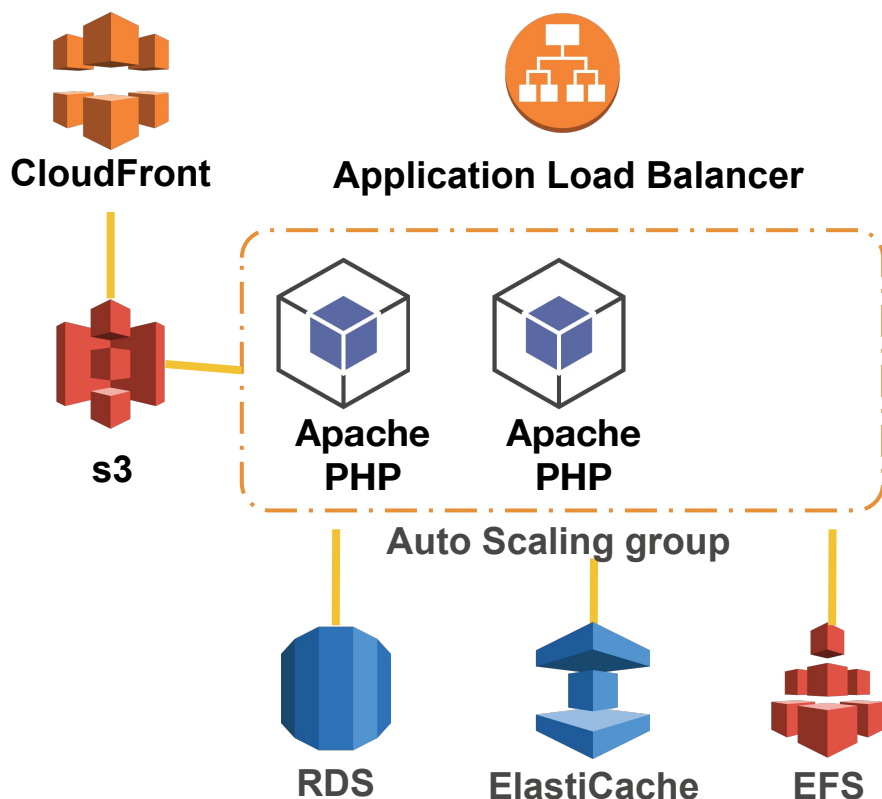 CloudFront
Application Load Balancer
s3
Apache
PHP
Apache
PHP
Auto Scaling group
RDS
ElastiCache
EFS